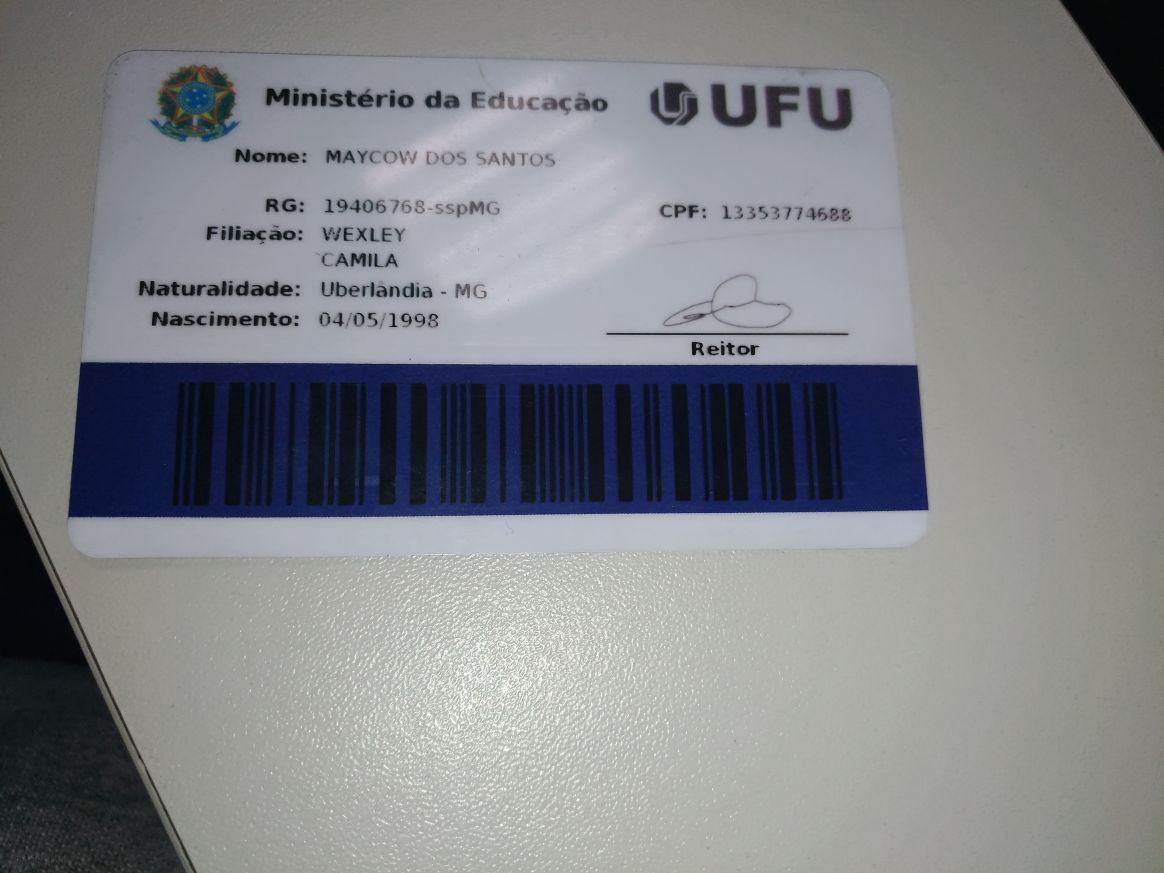 Ministério da Educação
UFU
Nome: MAYCOW DOS SANTOS
RG: 19406768-sspMG CPF: 13353774688
Filiação: WEXLEY
CAMILA
Naturalidade: Uberlândia - MG
Nascimento: 04/05/1998
Reitor